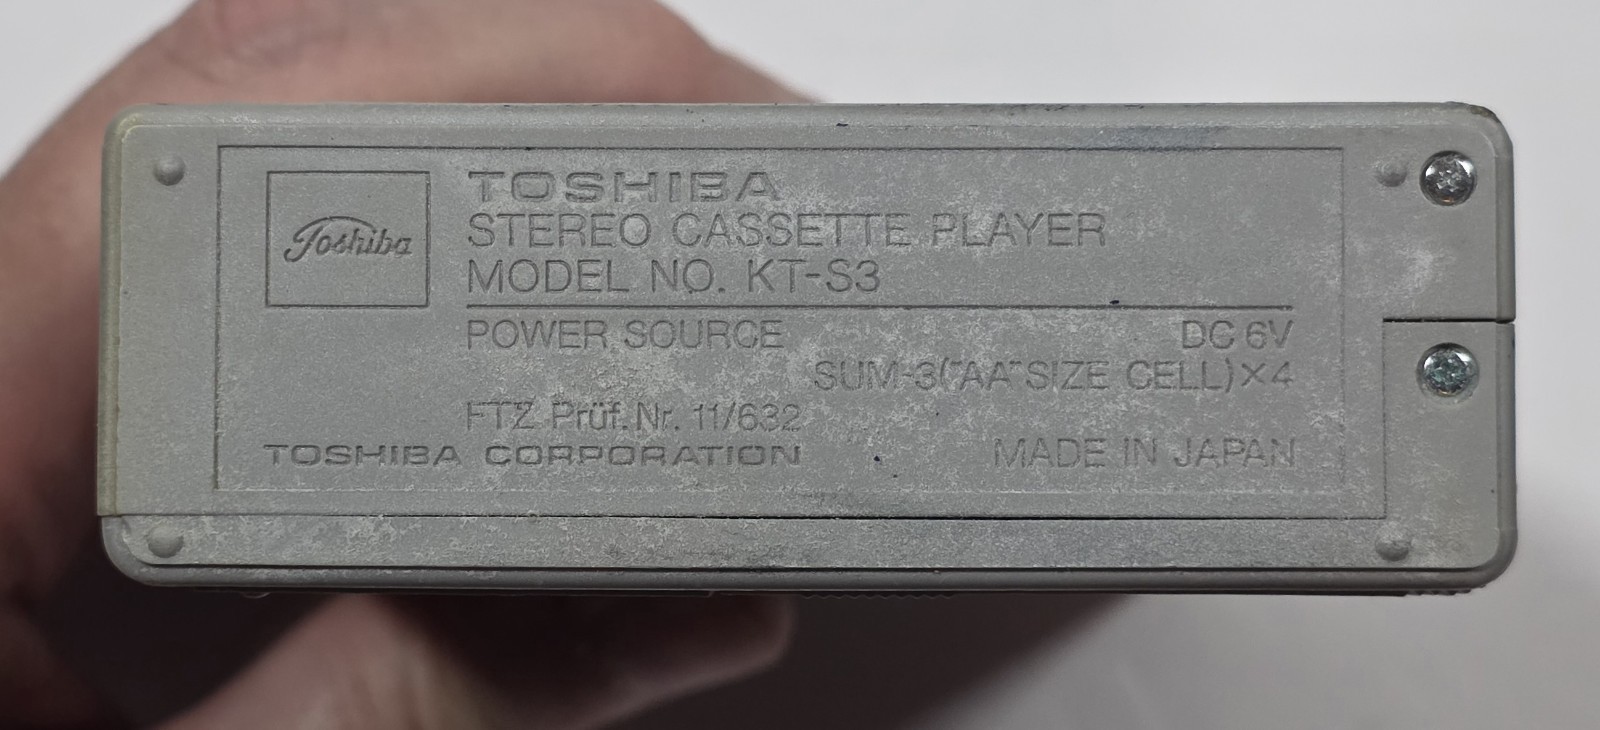 Toshiba
TOSHIBA
STEREO CASSETTE PLAYER
MODEL NO. KT-S3
POWER SOURCE DC 6V
SUM-3("AA" SIZE CELL)×4
FTZ Prüf. Nr. 11/632
TOSHIBA CORPORATION MADE IN JAPAN